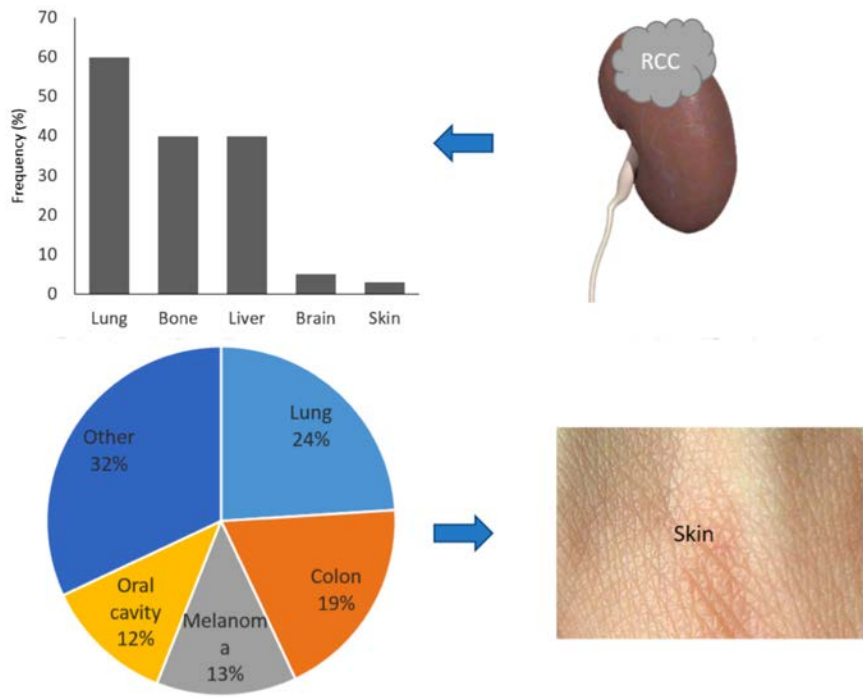 70
60
50
40
30
20
10
0
Frequency (%)
Lung Bone Liver Brain Skin
RCC
Lung
24%
Colon
19%
Melanom
a
13%
Oral
cavity
12%
Other
32%
Skin